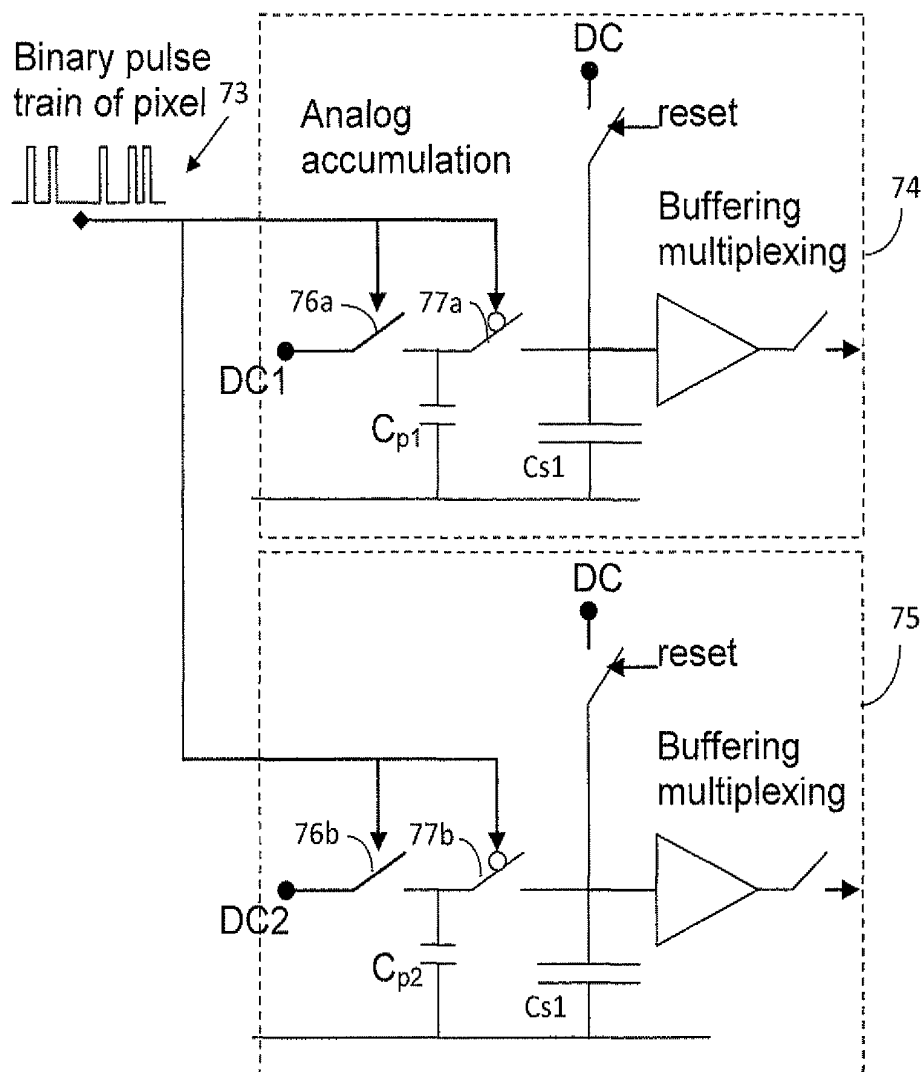 Binary pulse
train of pixel
73
Analog
accumulation
DC
reset
74
Buffering
multiplexing
76a
77a
DC1
Cp1
Cs1
DC
reset
75
Buffering
multiplexing
76b
77b
DC2
Cp2
Cs1